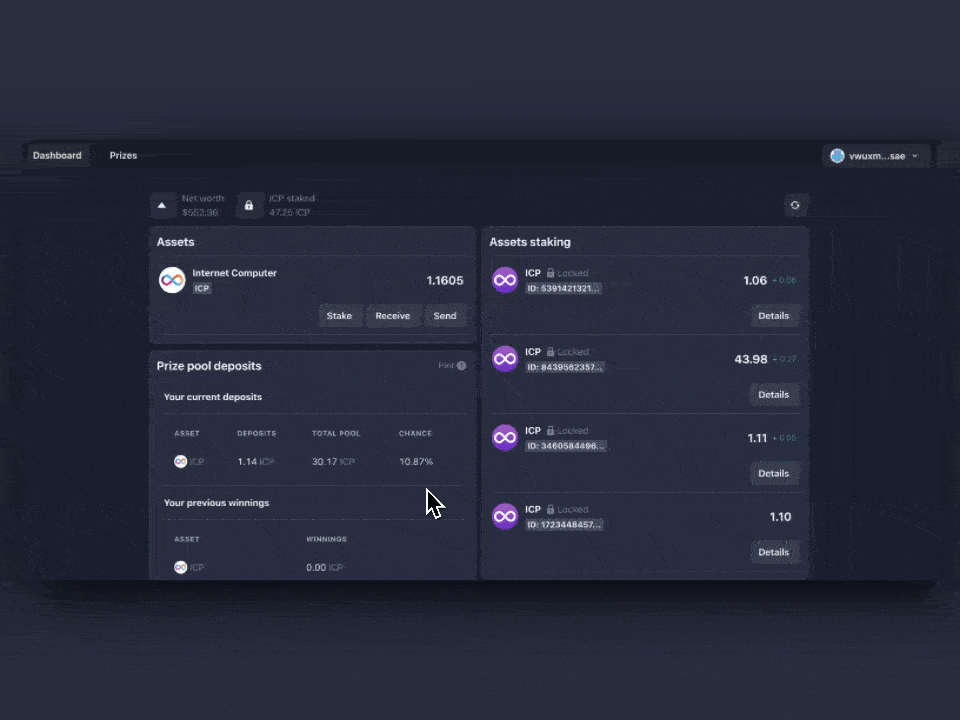 Dashboard Prizes vwuxm...sae
Net worth
$552.96
ICP staked
47.25 ICP
Assets
Internet Computer
ICP
1.1605
Stake Receive Send
Prize pool deposits
Hint
Your current deposits
ASSET DEPOSITS TOTAL POOL CHANCE
ICP 1.14 ICP 30.17 ICP 10.87%
Your previous winnings
ASSET WINNINGS
ICP 0.00 ICP
Assets staking
ICP Locked
ID: 5391421321...
1.06 + 0.06
Details
ICP Locked
ID: 8439562357...
43.98 + 0.27
Details
ICP Locked
ID: 3460584496...
1.11 + 0.05
Details
ICP Locked
ID: 1723448457...
1.10
Details